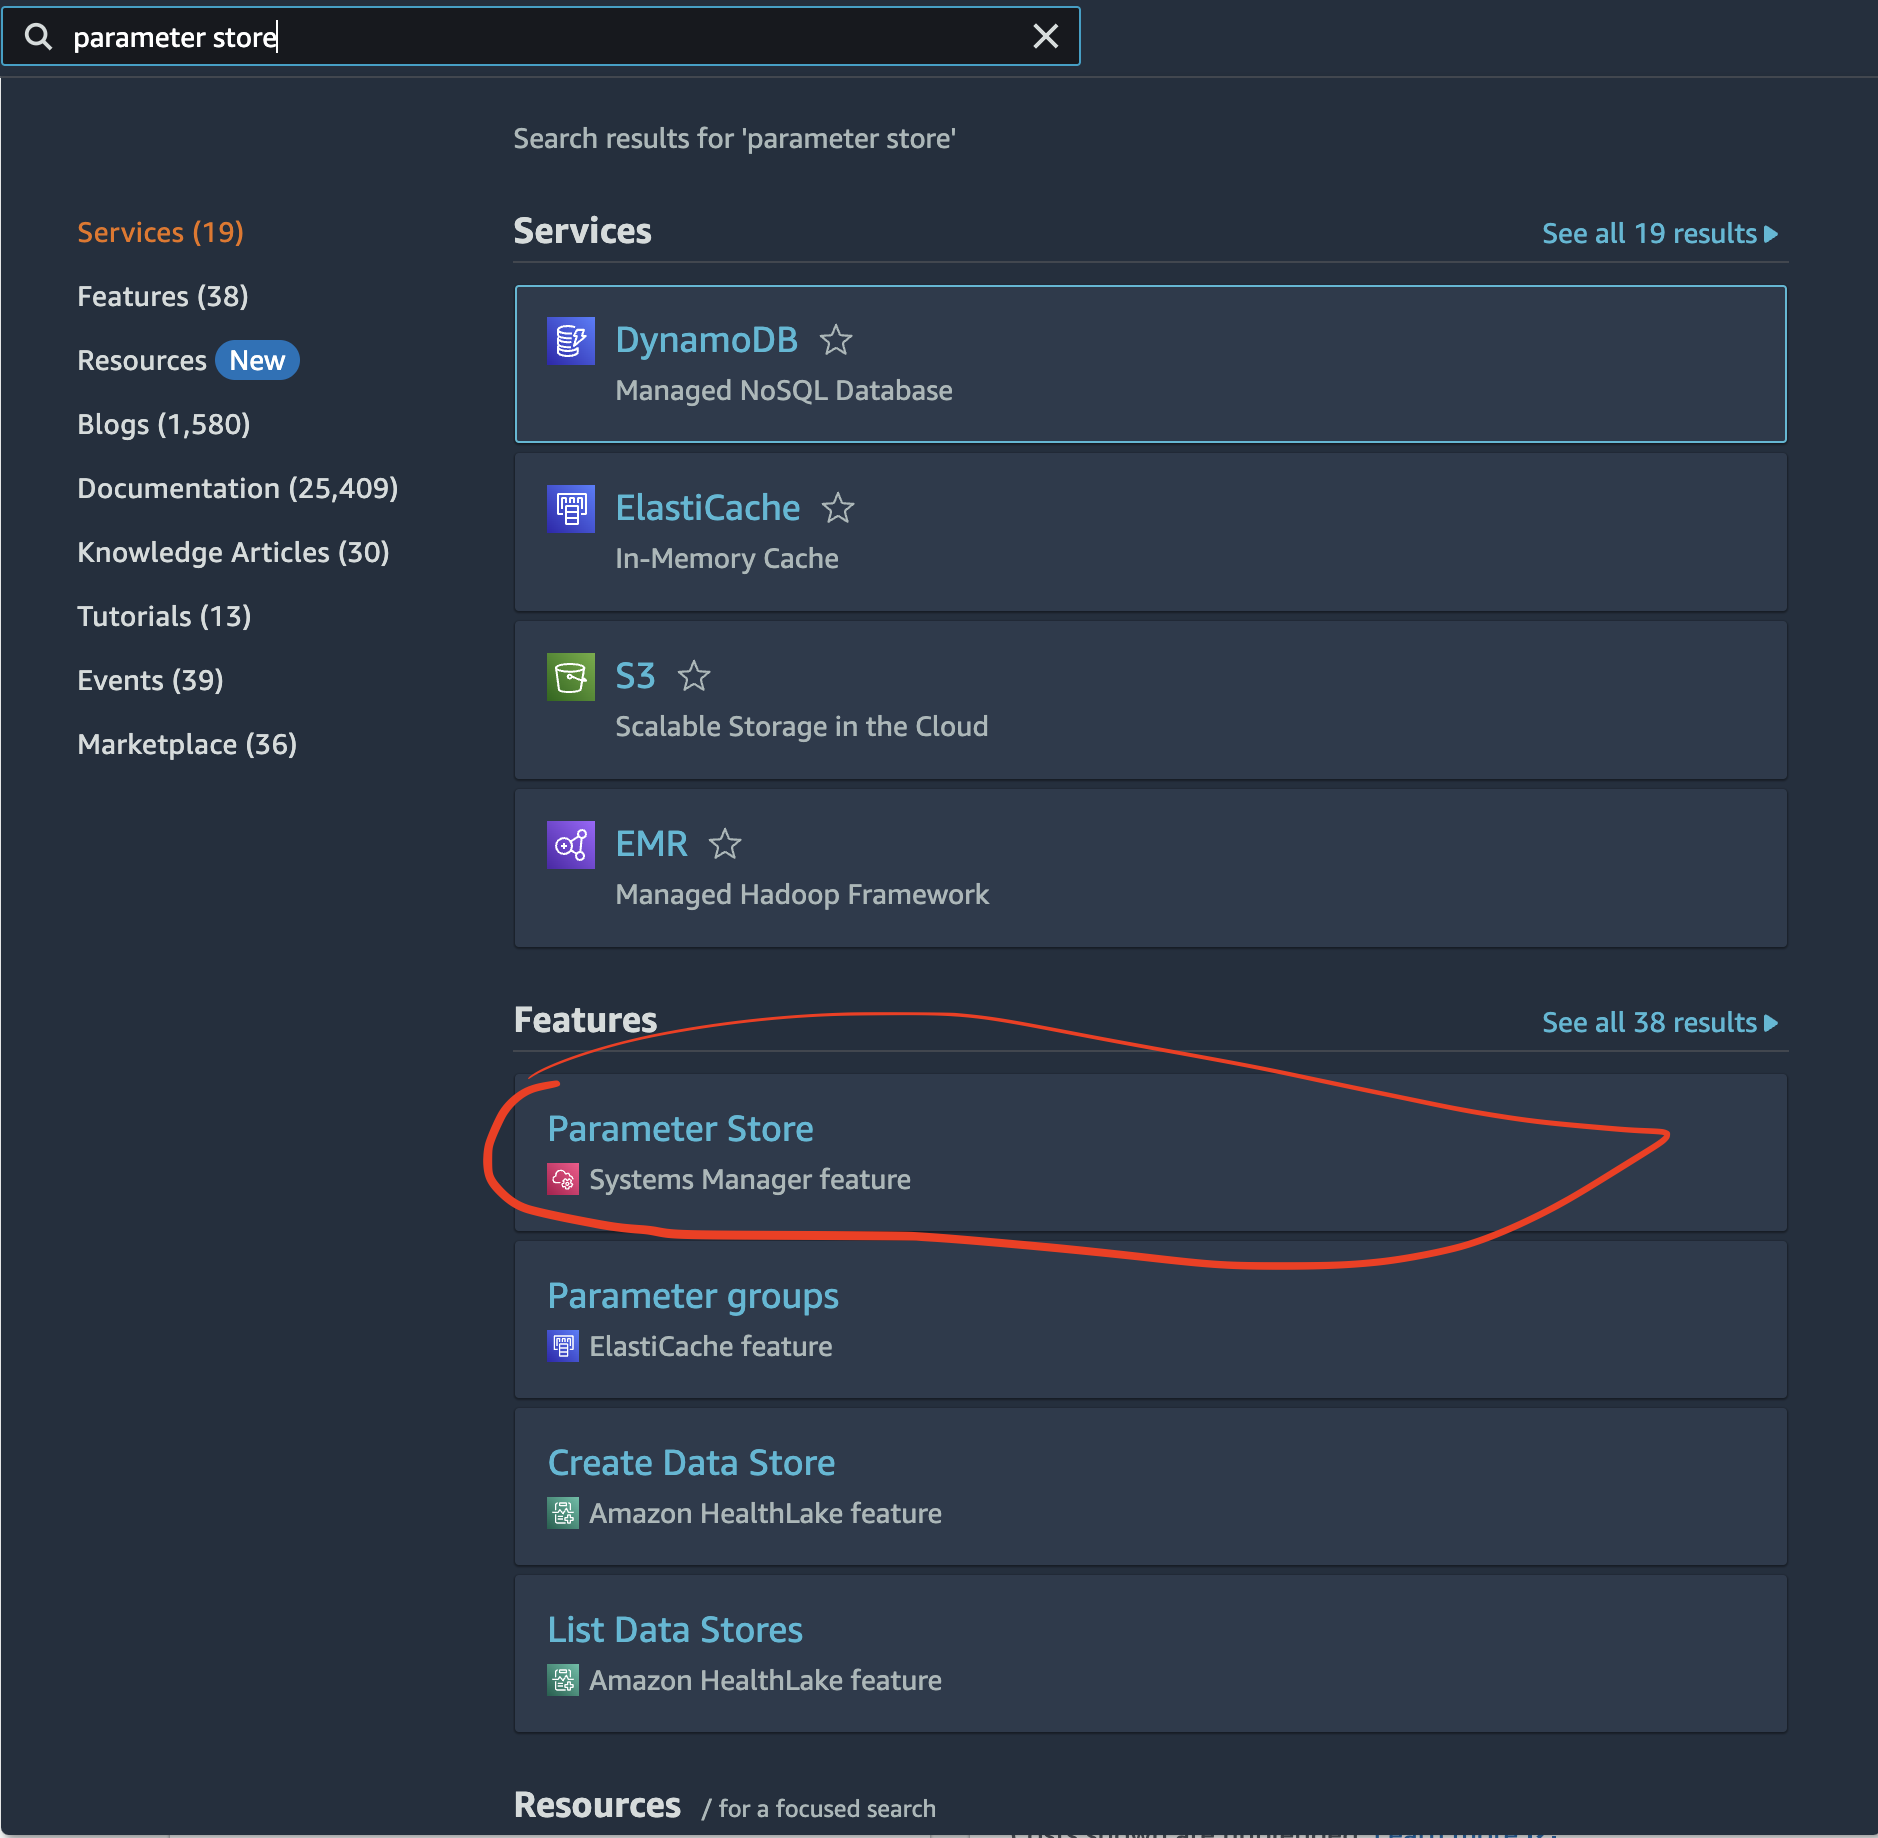 parameter store
Search results for 'parameter store'
Services (19)
Features (38)
Resources New
Blogs (1,580)
Documentation (25,409)
Knowledge Articles (30)
Tutorials (13)
Events (39)
Marketplace (36)
Services
See all 19 results
DynamoDB
Managed NoSQL Database
ElastiCache
In-Memory Cache
S3
Scalable Storage in the Cloud
EMR
Managed Hadoop Framework
Features
See all 38 results
Parameter Store
Systems Manager feature
Parameter groups
ElastiCache feature
Create Data Store
Amazon HealthLake feature
List Data Stores
Amazon HealthLake feature
Resources / for a focused search